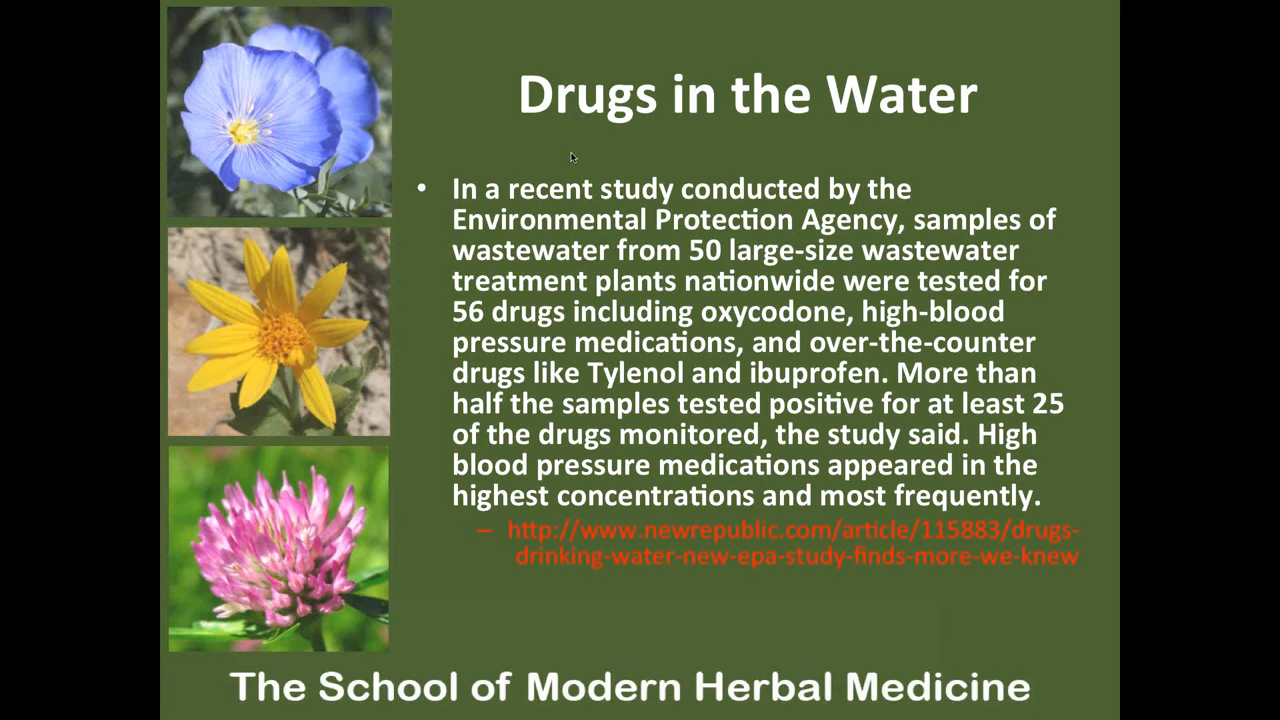 Drugs in the Water
• In a recent study conducted by the
Environmental Protection Agency, samples of
wastewater from 50 large-size wastewater
treatment plants nationwide were tested for
56 drugs including oxycodone, high-blood
pressure medications, and over-the-counter
drugs like Tylenol and ibuprofen. More than
half the samples tested positive for at least 25
of the drugs monitored, the study said. High
blood pressure medications appeared in the
highest concentrations and most frequently.
– http://www.newrepublic.com/article/115883/drugs-
drinking-water-new-epa-study-finds-more-we-knew
The School of Modern Herbal Medicine